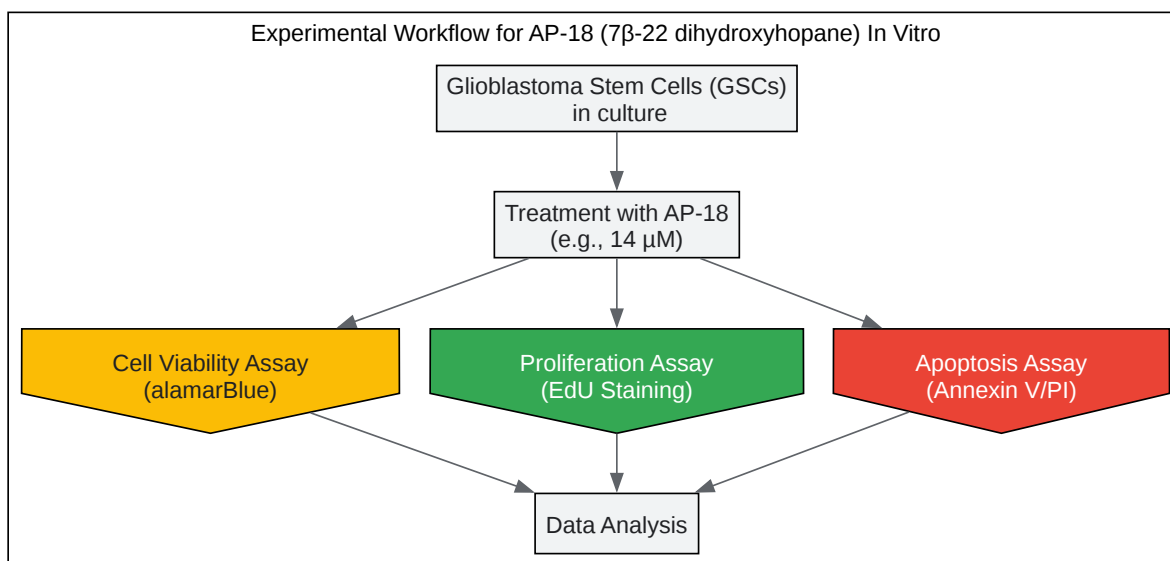 Experimental Workflow for AP-18 (7β-22 dihydroxyhopane) In Vitro
Glioblastoma Stem Cells (GSCs)
in culture
Treatment with AP-18
(e.g., 14 µM)
Cell Viability Assay
(alamarBlue)
Proliferation Assay
(EdU Staining)
Apoptosis Assay
(Annexin V/PI)
Data Analysis